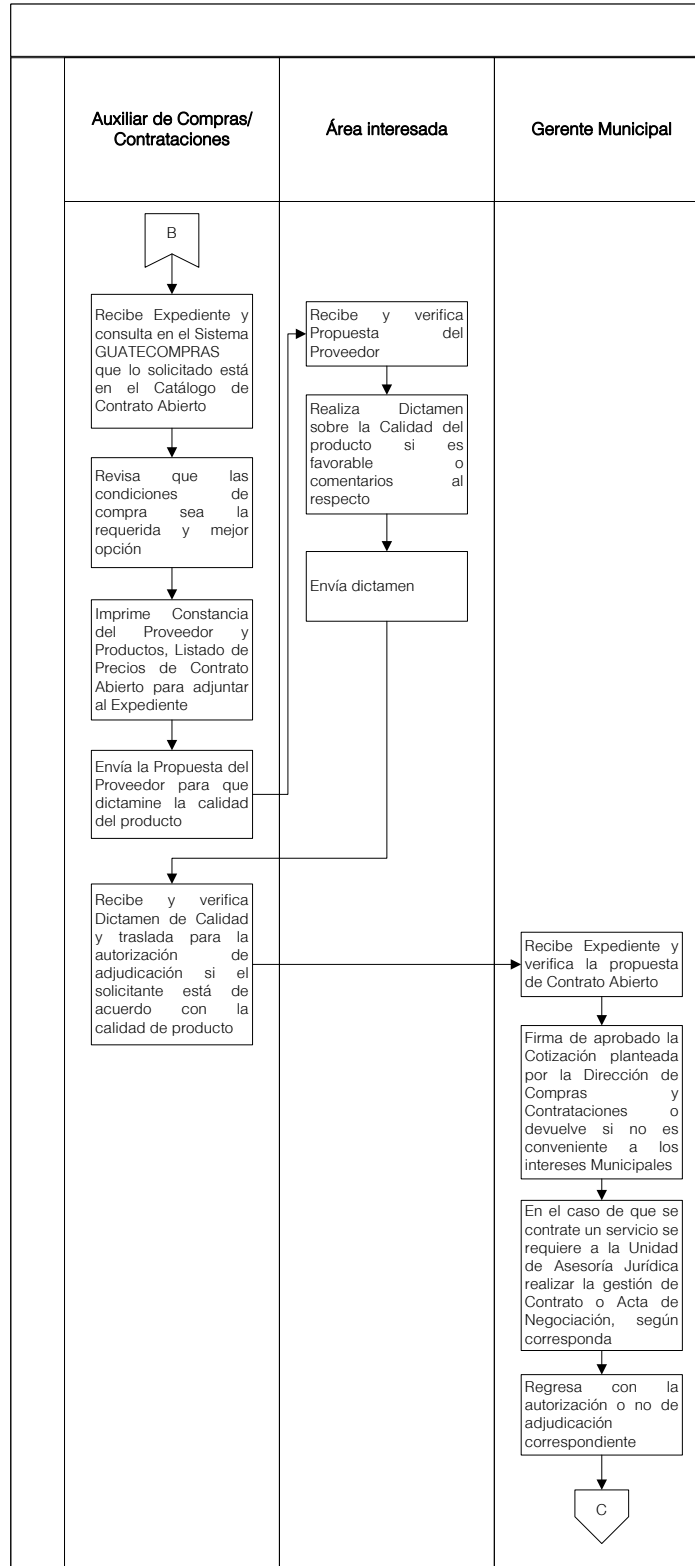 Auxiliar de Compras/
Contrataciones
Área interesada
Gerente Municipal
B
Recibe Expediente y
consulta en el Sistema
GUATECOMPRAS
que lo solicitado está
en el Catálogo de
Contrato Abierto
Revisa que las
condiciones de
compra sea la
requerida y mejor
opción
Imprime Constancia
del Proveedor y
Productos, Listado de
Precios de Contrato
Abierto para adjuntar
al Expediente
Envía la Propuesta del
Proveedor para que
dictamine la calidad
del producto
Recibe y verifica
Propuesta del
Proveedor
Realiza Dictamen
sobre la Calidad del
producto si es
favorable o
comentarios al
respecto
Envía dictamen
Recibe y verifica
Dictamen de Calidad
y traslada para la
autorización de
adjudicación si el
solicitante está de
acuerdo con la
calidad de producto
Recibe Expediente y
verifica la propuesta
de Contrato Abierto
Firma de aprobado la
Cotización planteada
por la Dirección de
Compras y
Contrataciones o
devuelve si no es
conveniente a los
intereses Municipales
En el caso de que se
contrate un servicio se
requiere a la Unidad
de Asesoría Jurídica
realizar la gestión de
Contrato o Acta de
Negociación, según
corresponda
Regresa con la
autorización o no de
adjudicación
correspondiente
C